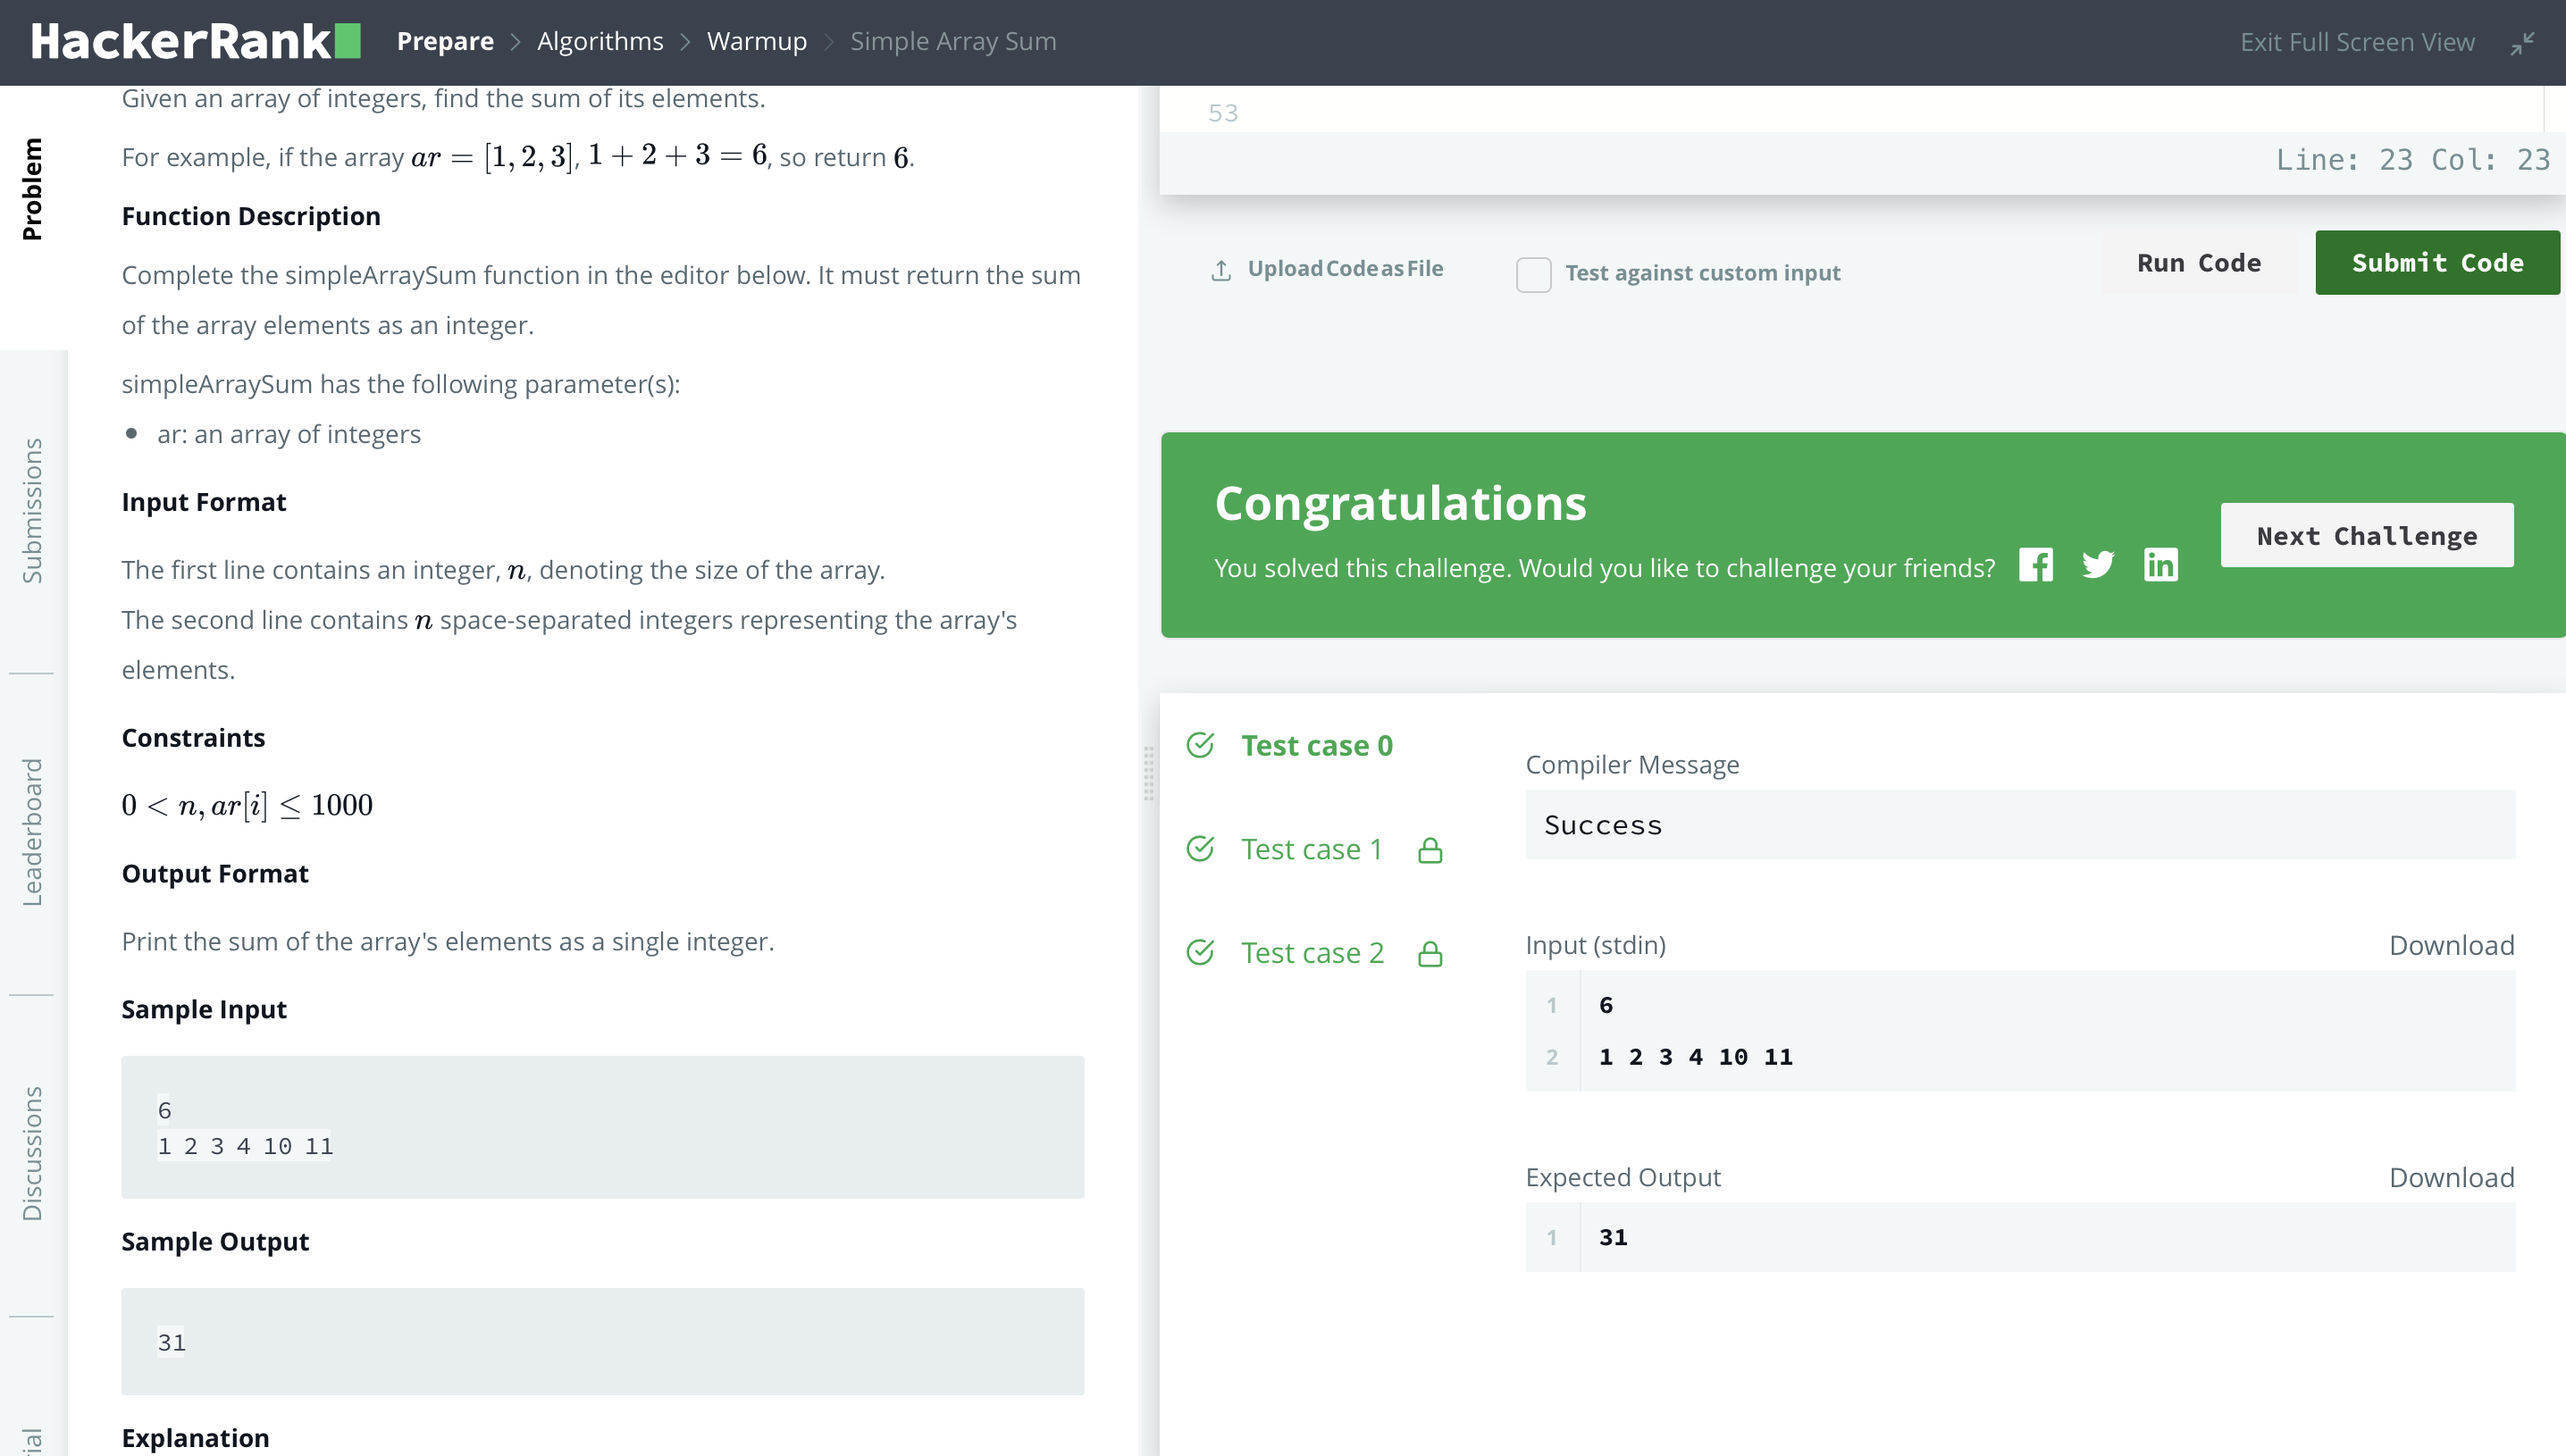 HackerRank Prepare > Algorithms > Warmup > Simple Array Sum Exit Full Screen View
Problem
Submissions
Leaderboard
Discussions
Given an array of integers, find the sum of its elements.
For example, if the array ar = [1, 2, 3], 1 + 2 + 3 = 6, so return 6.
Function Description
Complete the simpleArraySum function in the editor below. It must return the sum
of the array elements as an integer.
simpleArraySum has the following parameter(s):
• ar: an array of integers
Input Format
The first line contains an integer, n, denoting the size of the array.
The second line contains n space-separated integers representing the array's
elements.
Constraints
0 < n, ar[i] ≤ 1000
Output Format
Print the sum of the array's elements as a single integer.
Sample Input
6
1 2 3 4 10 11
Sample Output
31
Explanation
53
Line: 23 Col: 23
Upload Code as File Test against custom input Run Code Submit Code
Congratulations
You solved this challenge. Would you like to challenge your friends?
Next Challenge
Test case 0
Test case 1
Test case 2
Compiler Message
Success
Input (stdin) Download
1 6
2 1 2 3 4 10 11
Expected Output Download
1 31